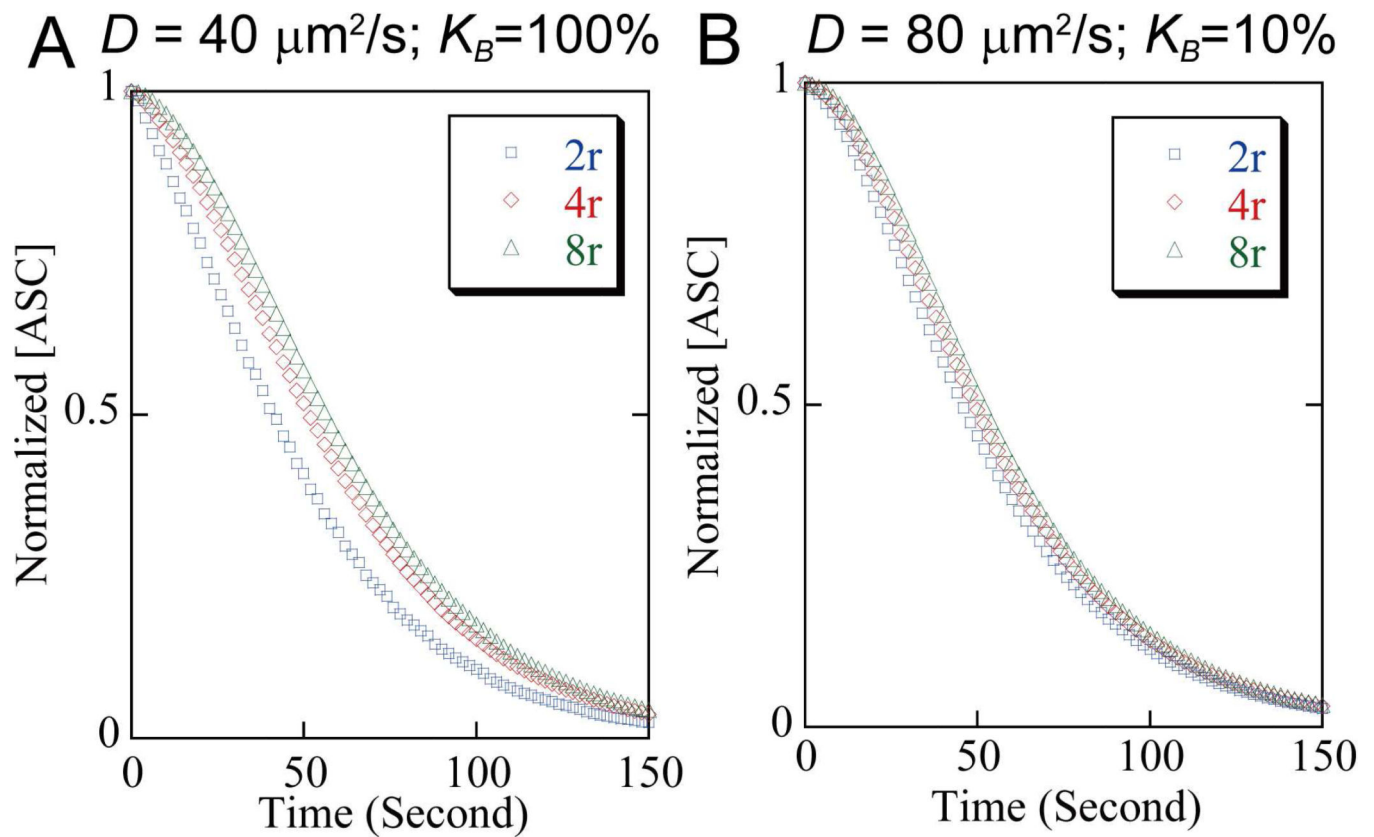 A D = 40 μm²/s; K_B=100%
1
0.5
0
Normalized [ASC]
2r
4r
8r
0 50 100 150
Time (Second)
B D = 80 μm²/s; K_B=10%
1
0.5
0
Normalized [ASC]
2r
4r
8r
0 50 100 150
Time (Second)